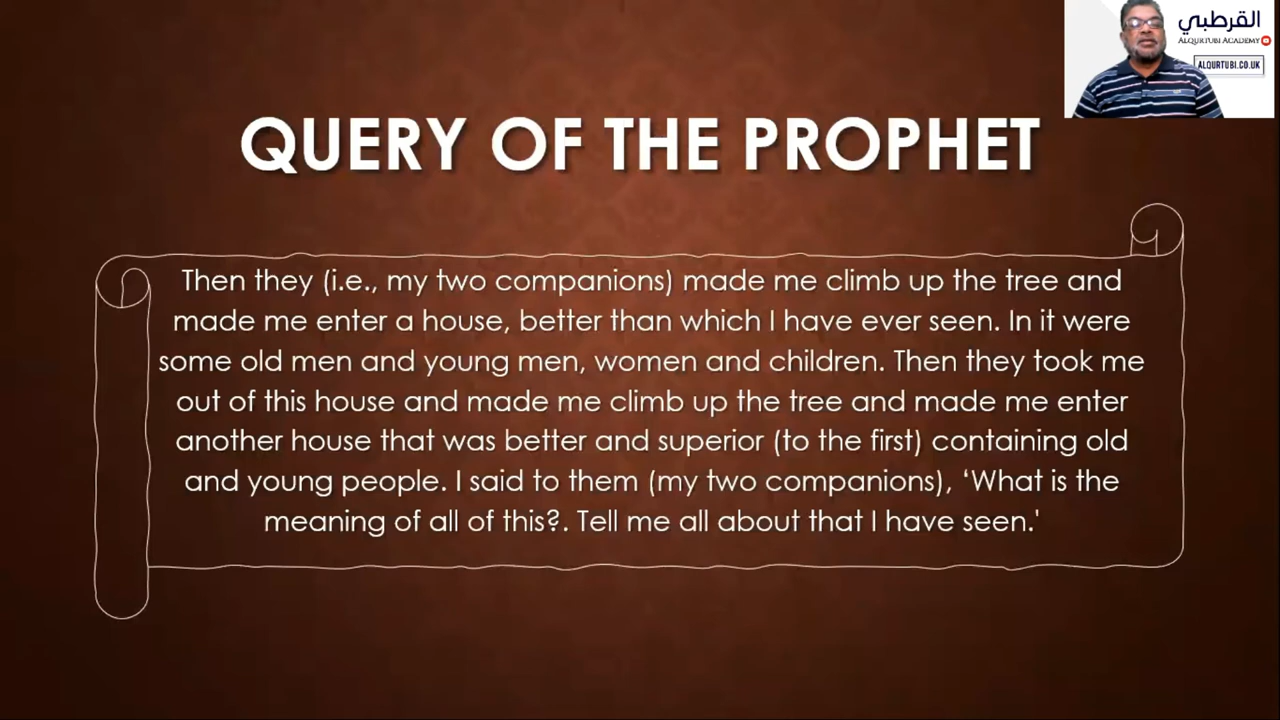 القرطبي
ALQURTUBI ACADEMY
ALQURTUBI.CO.UK
QUERY OF THE PROPHET
Then they (i.e., my two companions) made me climb up the tree and
made me enter a house, better than which I have ever seen. In it were
some old men and young men, women and children. Then they took me
out of this house and made me climb up the tree and made me enter
another house that was better and superior (to the first) containing old
and young people. I said to them (my two companions), ‘What is the
meaning of all of this?. Tell me all about that I have seen.'